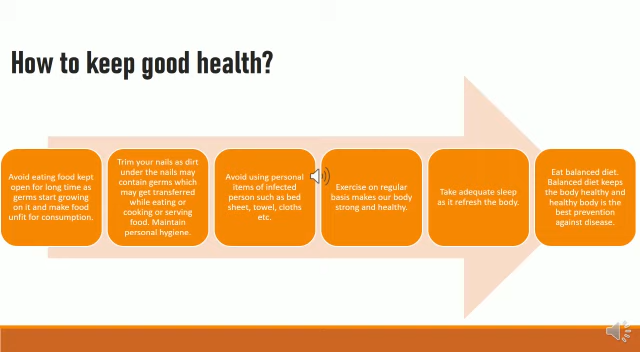 How to keep good health?
Avoid eating food kept
open for long time as
germs start growing
on it and make food
unfit for consumption.
Trim your nails as dirt
under the nails may
contain germs which
may get transferred
while eating or
cooking or serving
food. Maintain
personal hygiene.
Avoid using personal
items of infected
person such as bed
sheet, towel, cloths
etc.
Exercise on regular
basis makes our body
strong and healthy.
Take adequate sleep
as it refresh the body.
Eat balanced diet.
Balanced diet keeps
the body healthy and
healthy body is the
best prevention
against disease.